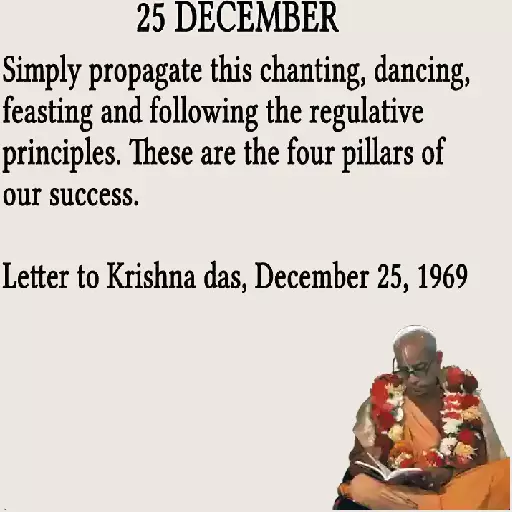 25 DECEMBER
Simply propagate this chanting, dancing,
feasting and following the regulative
principles. These are the four pillars of
our success.
Letter to Krishna das, December 25, 1969